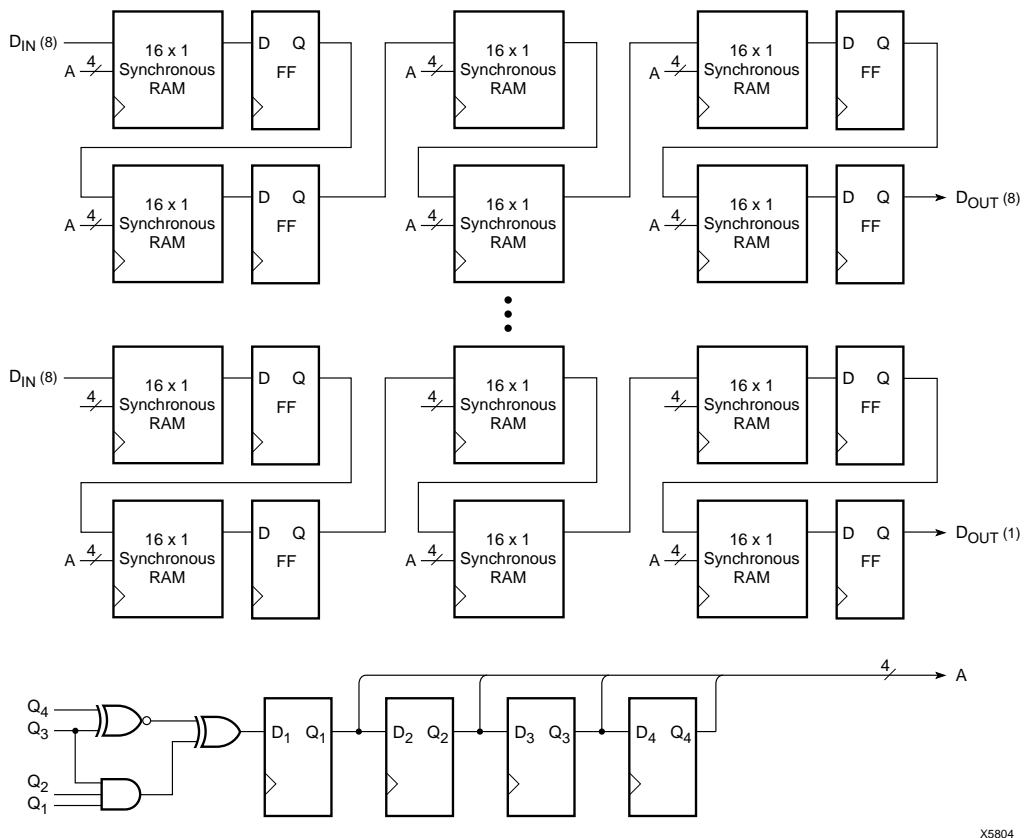 D_IN (8) 16 x 1 Synchronous RAM D Q FF 16 x 1 Synchronous RAM 16 x 1 Synchronous RAM D Q FF
A 4 A 4 A 4
16 x 1 Synchronous RAM D Q FF 16 x 1 Synchronous RAM 16 x 1 Synchronous RAM D Q FF D_OUT (8)
A 4 A 4 A 4
D_IN (8) 16 x 1 Synchronous RAM D Q FF 16 x 1 Synchronous RAM 16 x 1 Synchronous RAM D Q FF
4 4 4
16 x 1 Synchronous RAM D Q FF 16 x 1 Synchronous RAM 16 x 1 Synchronous RAM D Q FF D_OUT (1)
A 4 A 4 A 4
4 A
Q4
Q3
D1 Q1 D2 Q2 D3 Q3 D4 Q4
Q2
Q1
X5804